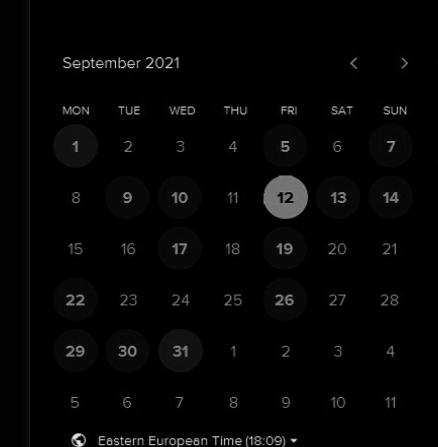 September 2021 < >
MON TUE WED THU FRI SAT SUN
1 2 3 4 5 6 7
8 9 10 11 12 13 14
15 16 17 18 19 20 21
22 23 24 25 26 27 28
29 30 31 1 2 3 4
5 6 7 8 9 10 11
Eastern European Time (18:09)